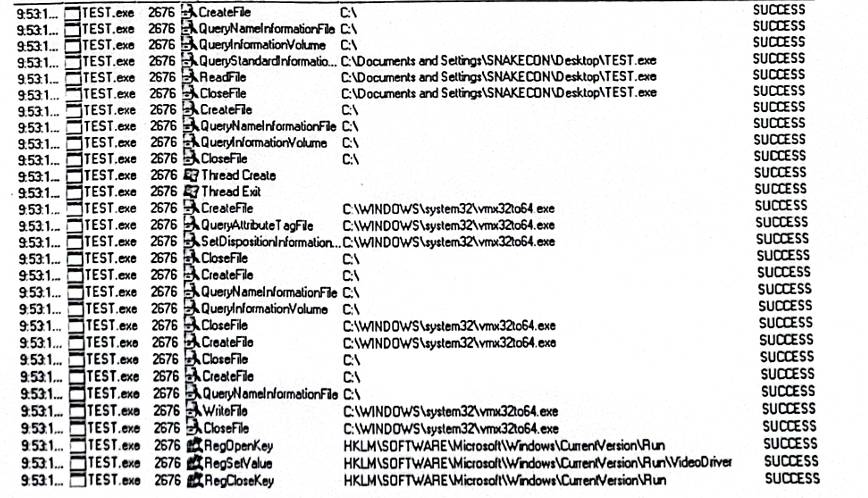 9:53:1... TEST.exe 2676 CreateFile C:\ SUCCESS
9:53:1... TEST.exe 2676 QueryNameInformationFile C:\ SUCCESS
9:53:1... TEST.exe 2676 QueryInformationVolume C:\ SUCCESS
9:53:1... TEST.exe 2676 QueryStandardInformatio... C:\Documents and Settings\SNAKECON\Desktop\TEST.exe SUCCESS
9:53:1... TEST.exe 2676 ReadFile C:\Documents and Settings\SNAKECON\Desktop\TEST.exe SUCCESS
9:53:1... TEST.exe 2676 CloseFile C:\Documents and Settings\SNAKECON\Desktop\TEST.exe SUCCESS
9:53:1... TEST.exe 2676 CreateFile C:\ SUCCESS
9:53:1... TEST.exe 2676 QueryNameInformationFile C:\ SUCCESS
9:53:1... TEST.exe 2676 QueryInformationVolume C:\ SUCCESS
9:53:1... TEST.exe 2676 CloseFile C:\ SUCCESS
9:53:1... TEST.exe 2676 Thread Create SUCCESS
9:53:1... TEST.exe 2676 Thread Exit SUCCESS
9:53:1... TEST.exe 2676 CreateFile C:\WINDOWS\system32\vmx32to64.exe SUCCESS
9:53:1... TEST.exe 2676 QueryAttributeTagFile C:\WINDOWS\system32\vmx32to64.exe SUCCESS
9:53:1... TEST.exe 2676 SetDispositionInformation... C:\WINDOWS\system32\vmx32to64.exe SUCCESS
9:53:1... TEST.exe 2676 CloseFile C:\ SUCCESS
9:53:1... TEST.exe 2676 CreateFile C:\ SUCCESS
9:53:1... TEST.exe 2676 QueryNameInformationFile C:\ SUCCESS
9:53:1... TEST.exe 2676 QueryInformationVolume C:\ SUCCESS
9:53:1... TEST.exe 2676 CloseFile C:\WINDOWS\system32\vmx32to64.exe SUCCESS
9:53:1... TEST.exe 2676 CreateFile C:\WINDOWS\system32\vmx32to64.exe SUCCESS
9:53:1... TEST.exe 2676 CloseFile C:\ SUCCESS
9:53:1... TEST.exe 2676 CreateFile C:\ SUCCESS
9:53:1... TEST.exe 2676 QueryNameInformationFile C:\ SUCCESS
9:53:1... TEST.exe 2676 WriteFile C:\WINDOWS\system32\vmx32to64.exe SUCCESS
9:53:1... TEST.exe 2676 CloseFile C:\WINDOWS\system32\vmx32to64.exe SUCCESS
9:53:1... TEST.exe 2676 RegOpenKey HKLM\SOFTWARE\Microsoft\Windows\CurrentVersion\Run SUCCESS
9:53:1... TEST.exe 2676 RegSetValue HKLM\SOFTWARE\Microsoft\Windows\CurrentVersion\Run\VideoDriver SUCCESS
9:53:1... TEST.exe 2676 RegCloseKey HKLM\SOFTWARE\Microsoft\Windows\CurrentVersion\Run SUCCESS